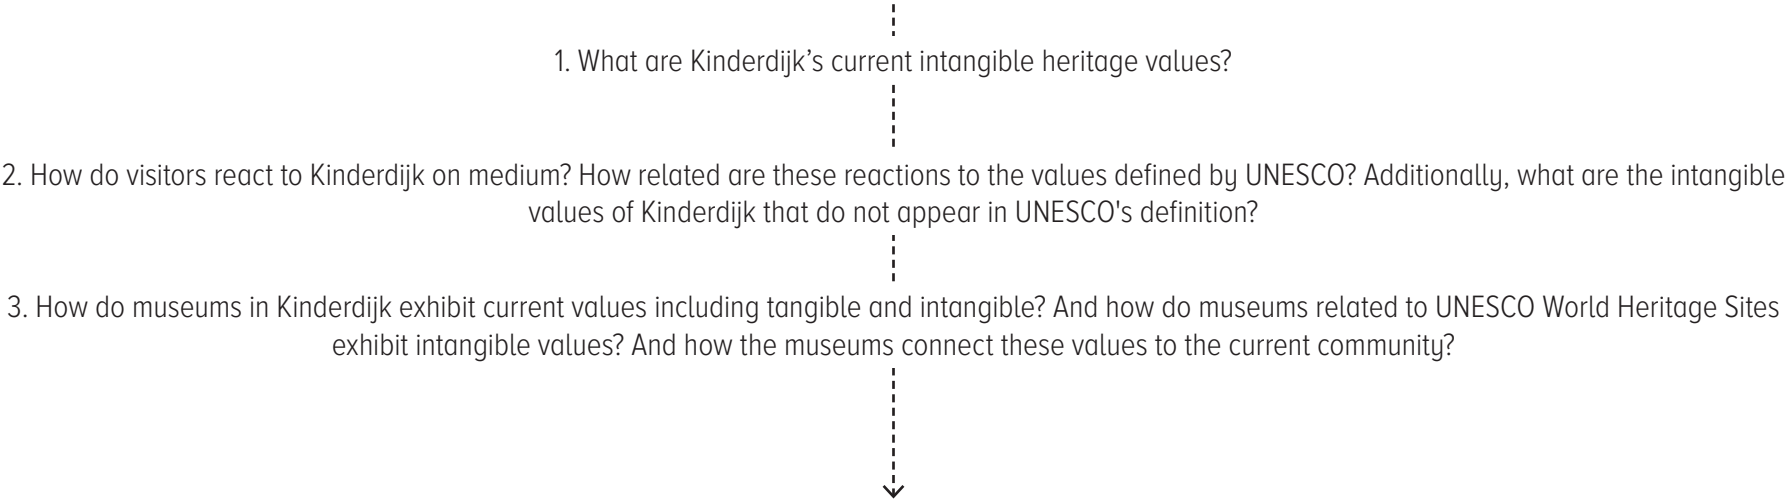 1. What are Kinderdijk’s current intangible heritage values?
2. How do visitors react to Kinderdijk on medium? How related are these reactions to the values defined by UNESCO? Additionally, what are the intangible
values of Kinderdijk that do not appear in UNESCO's definition?
3. How do museums in Kinderdijk exhibit current values including tangible and intangible? And how do museums related to UNESCO World Heritage Sites
exhibit intangible values? And how the museums connect these values to the current community?